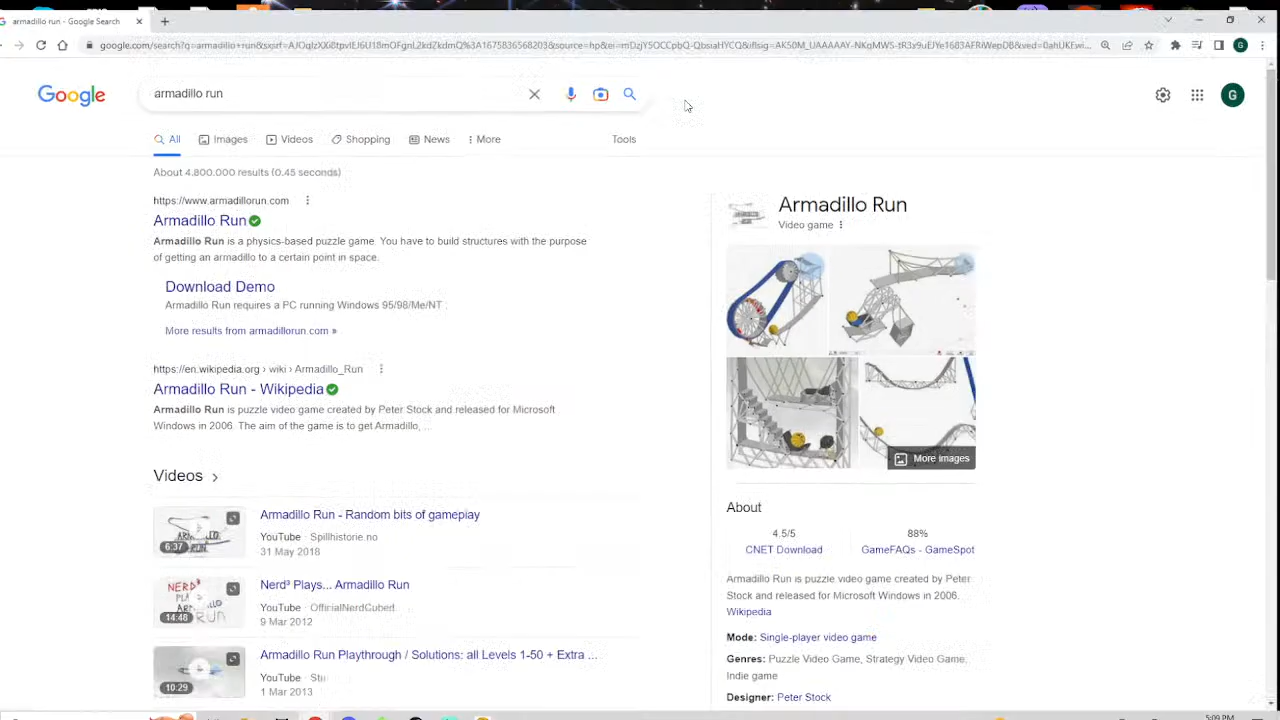 armadillo run - Google Search
Google
armadillo run
G
All
Images
Videos
Shopping
News
More
Tools
About 4.800.000 results (0.45 seconds)
https://www.armadillorun.com
Armadillo Run
Armadillo Run is a physics-based puzzle game. You have to build structures with the purpose
of getting an armadillo to a certain point in space.
Download Demo
Armadillo Run requires a PC running Windows 95/98/Me/NT
More results from armadillorun.com »
https://en.wikipedia.org › wiki › Armadillo_Run
Armadillo Run - Wikipedia
Armadillo Run is puzzle video game created by Peter Stock and released for Microsoft
Windows in 2006. The aim of the game is to get Armadillo, ...
Videos
6:37
Armadillo Run - Random bits of gameplay
YouTube · Spillhistorie.no
31 May 2018
NERD³
14:48
Nerd³ Plays... Armadillo Run
YouTube · OfficialNerdCubed
9 Mar 2012
10:29
Armadillo Run Playthrough / Solutions: all Levels 1-50 + Extra ...
YouTube
1 Mar 2013
Armadillo Run
Video game
More images
About
4.5/5
CNET Download
88%
GameFAQs - GameSpot
Armadillo Run is puzzle video game created by Peter
Stock and released for Microsoft Windows in 2006.
Wikipedia
Mode: Single-player video game
Genres: Puzzle Video Game, Strategy Video Game,
Indie game
Designer: Peter Stock
5:09 PM